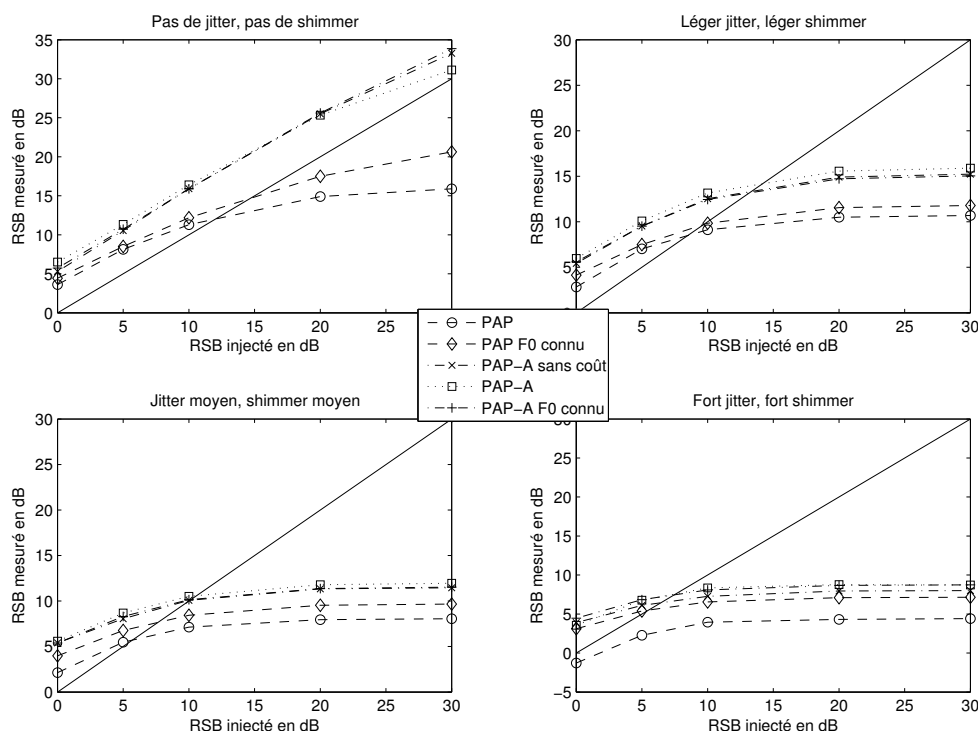 Pas de jitter, pas de shimmer
35
30
25
20
15
10
5
0
RSB mesuré en dB
0 5 10 15 20 25 30
RSB injecté en dB
Léger jitter, léger shimmer
30
25
20
15
10
5
RSB mesuré en dB
0 5 10 15 20 25 30
RSB injecté en dB
PAP
PAP F0 connu
PAP−A sans coût
PAP−A
PAP−A F0 connu
Jitter moyen, shimmer moyen
30
25
20
15
10
5
0
RSB mesuré en dB
0 5 10 15 20 25 30
RSB injecté en dB
Fort jitter, fort shimmer
30
25
20
15
10
5
0
−5
RSB mesuré en dB
0 5 10 15 20 25 30
RSB injecté en dB